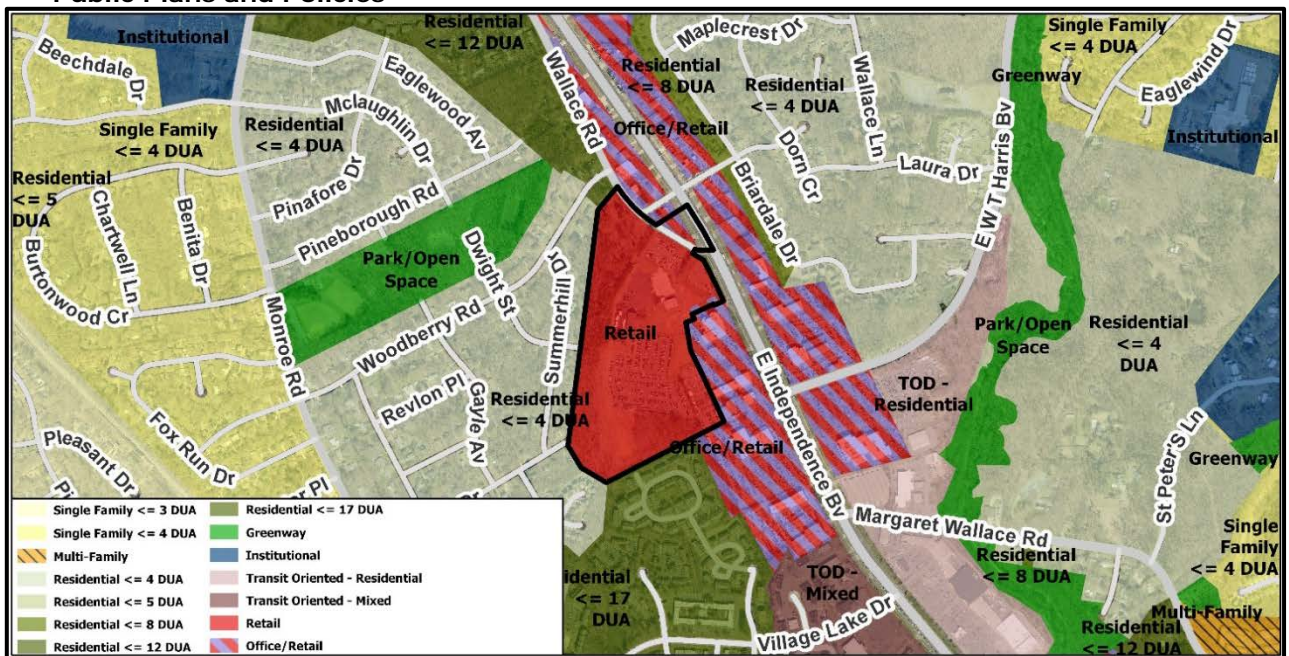 Public Plans and Policies
Beechdale Dr
Institutional
Residential
<= 12 DUA
Wallace Rd
Maplecrest Dr
Residential
<= 8 DUA
Wallace Ln
Single Family
<= 4 DUA
Greenway
Eaglewind Dr
Eaglewood Av
Mclaughlin Dr
Residential
<= 4 DUA
Office/Retail
Residential
<= 4 DUA
Institutional
Single Family
<= 4 DUA
Pinafore Dr
Dorn Cr
Laura Dr
E W T Harris Bv
Residential
<= 5
DUA
Chartwell Ln
Benita Dr
Pineborough Rd
Briardale Dr
Burtonwood Cr
Park/Open
Space
Dwight St
Summerhill Dr
Monroe Rd
Woodberry Rd
Retail
Park/Open
Space
Residential
<= 4
DUA
E Independence Bv
TOD -
Residential
Revlon Pl
Gayle Av
Residential
<= 4 DUA
Fox Run Dr
Pleasant Dr
Office/Retail
St Peter'S Ln
Greenway
Margaret Wallace Rd
Single
Family
<= 4 DUA
Residential
<= 8 DUA
TOD -
Mixed
idential
<= 17
DUA
Village Lake Dr
Multi-Family
Residential
<= 12 DUA
Single Family <= 3 DUA
Single Family <= 4 DUA
Multi-Family
Residential <= 4 DUA
Residential <= 5 DUA
Residential <= 8 DUA
Residential <= 12 DUA
Residential <= 17 DUA
Greenway
Institutional
Transit Oriented - Residential
Transit Oriented - Mixed
Retail
Office/Retail